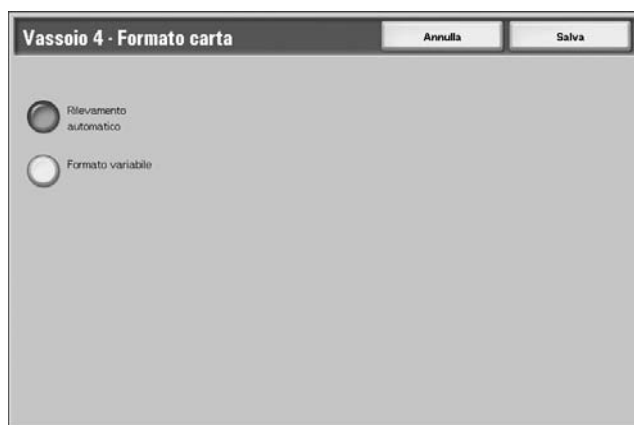 Vassoio 4 - Formato carta
Annulla
Salva
Rilevamento
automatico
Formato variabile